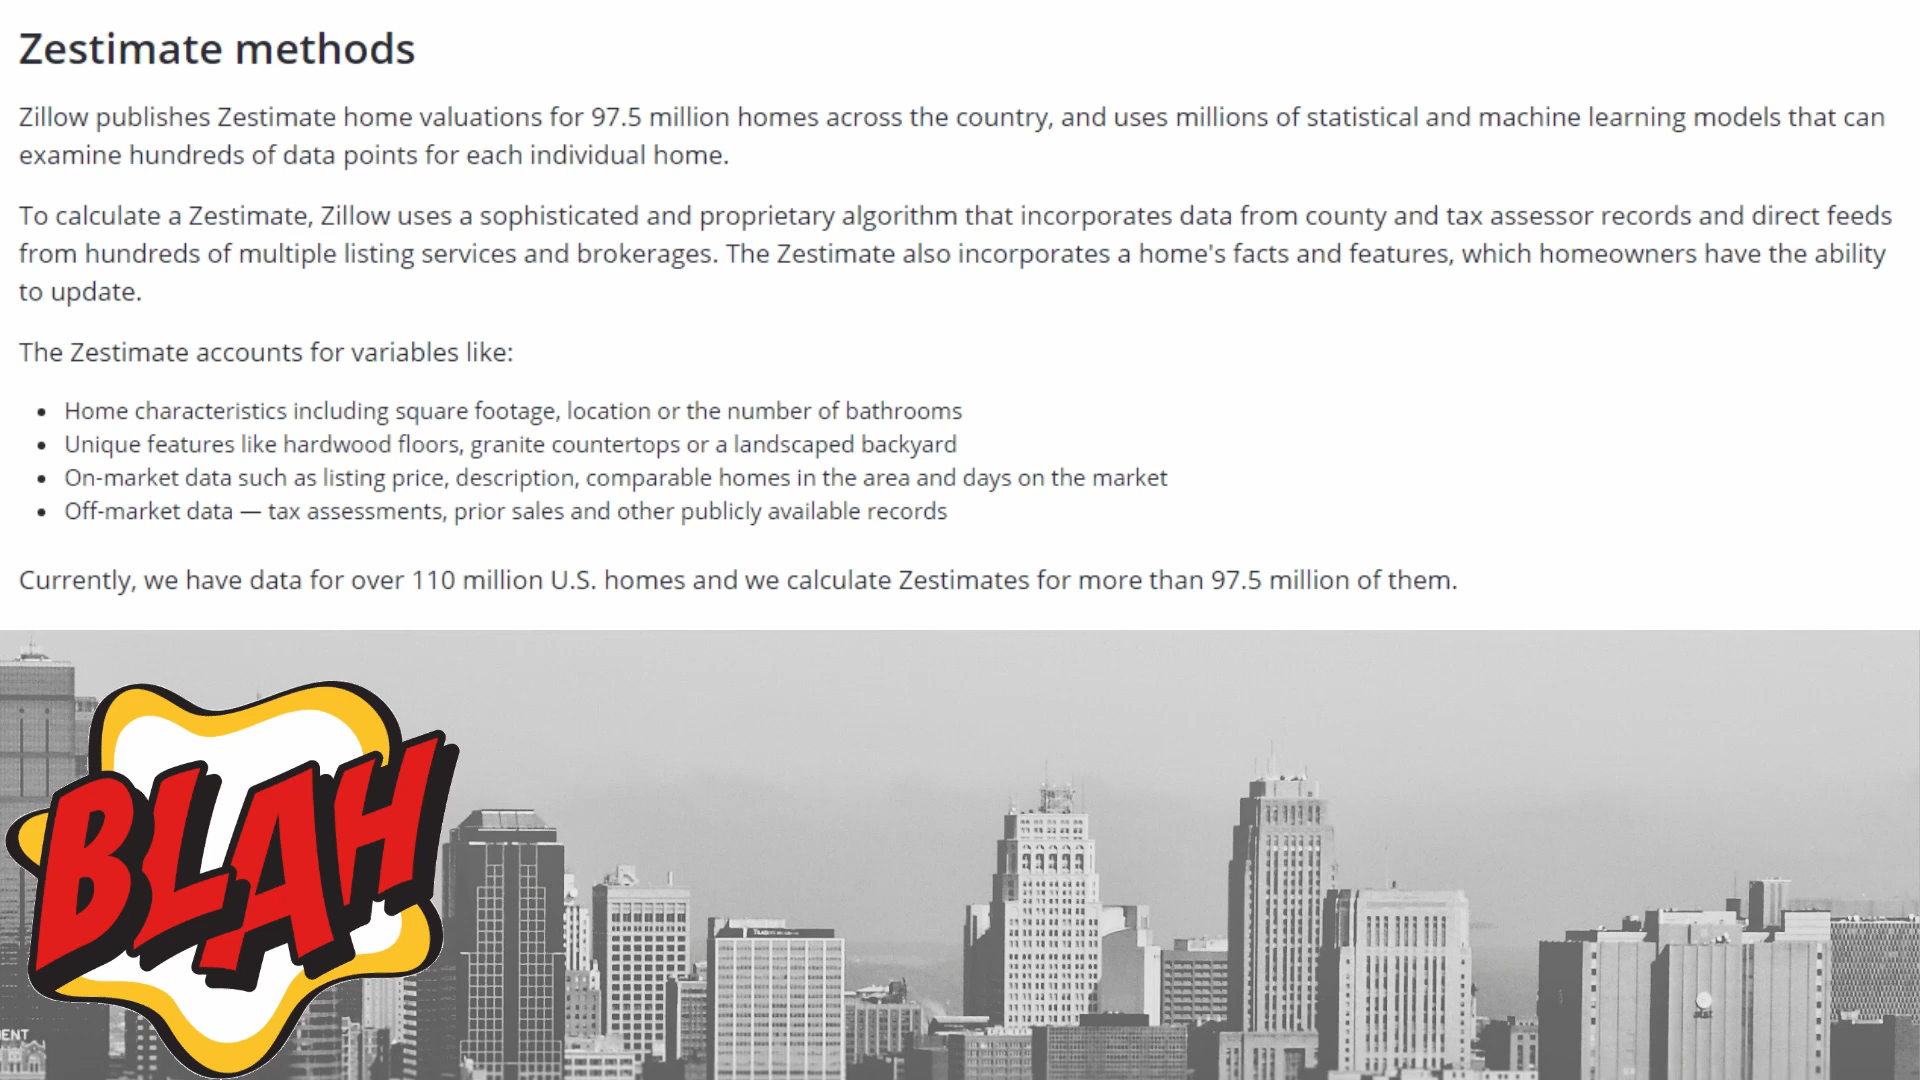 Zestimate methods
Zillow publishes Zestimate home valuations for 97.5 million homes across the country, and uses millions of statistical and machine learning models that can
examine hundreds of data points for each individual home.
To calculate a Zestimate, Zillow uses a sophisticated and proprietary algorithm that incorporates data from county and tax assessor records and direct feeds
from hundreds of multiple listing services and brokerages. The Zestimate also incorporates a home's facts and features, which homeowners have the ability
to update.
The Zestimate accounts for variables like:
• Home characteristics including square footage, location or the number of bathrooms
• Unique features like hardwood floors, granite countertops or a landscaped backyard
• On-market data such as listing price, description, comparable homes in the area and days on the market
• Off-market data — tax assessments, prior sales and other publicly available records
Currently, we have data for over 110 million U.S. homes and we calculate Zestimates for more than 97.5 million of them.
BLAH